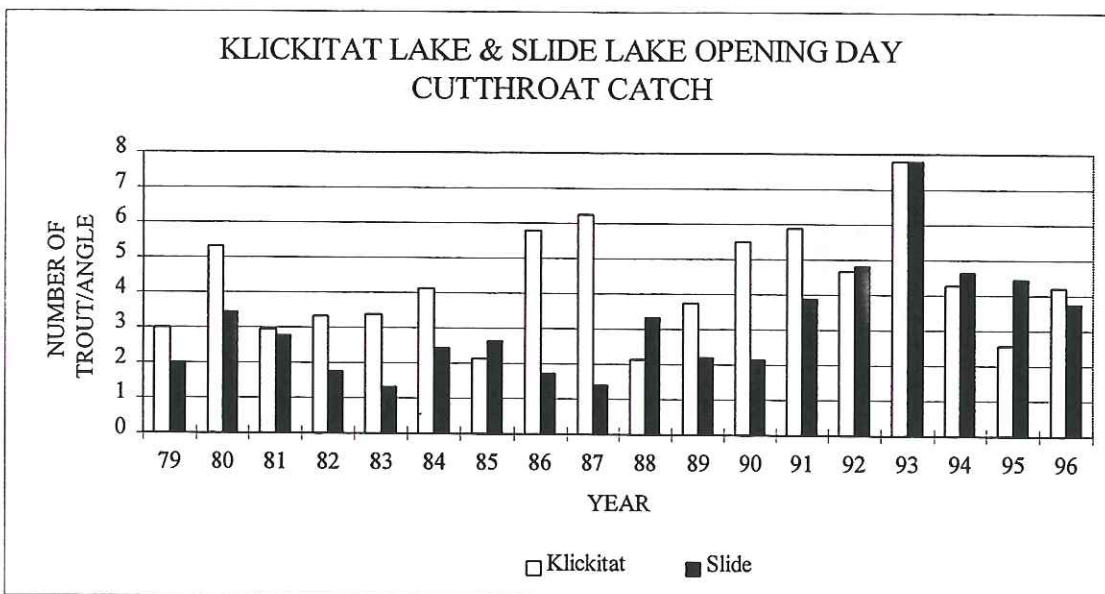 KLICKITAT LAKE & SLIDE LAKE OPENING DAY
CUTTHROAT CATCH
NUMBER OF
TROUT/ANGLE
8
7
6
5
4
3
2
1
0
79 80 81 82 83 84 85 86 87 88 89 90 91 92 93 94 95 96
YEAR
Klickitat Slide